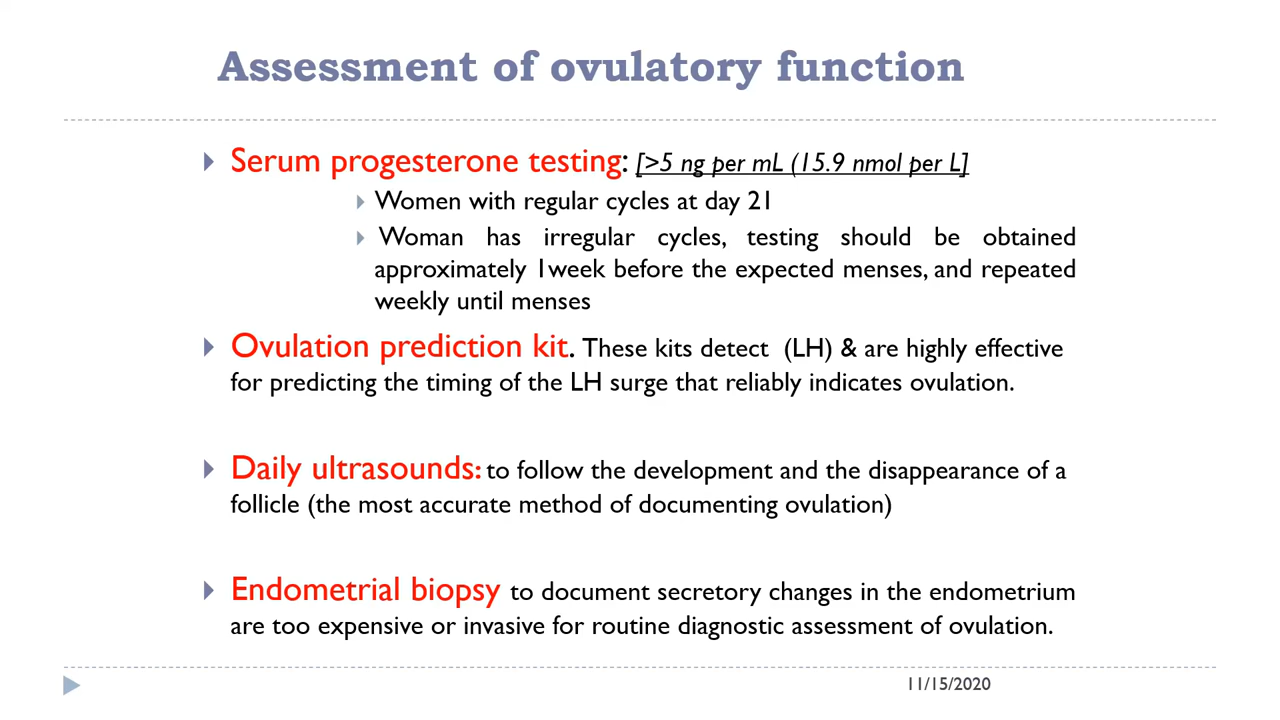 Assessment of ovulatory function
Serum progesterone testing: [>5 ng per mL (15.9 nmol per L]
Women with regular cycles at day 21
Woman has irregular cycles, testing should be obtained
approximately 1week before the expected menses, and repeated
weekly until menses
Ovulation prediction kit. These kits detect (LH) & are highly effective
for predicting the timing of the LH surge that reliably indicates ovulation.
Daily ultrasounds: to follow the development and the disappearance of a
follicle (the most accurate method of documenting ovulation)
Endometrial biopsy to document secretory changes in the endometrium
are too expensive or invasive for routine diagnostic assessment of ovulation.
11/15/2020